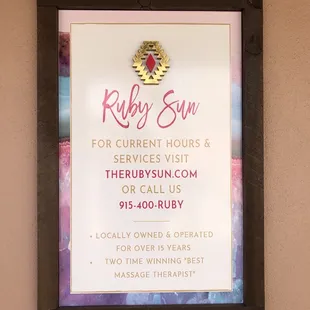 Ruby Sun
FOR CURRENT HOURS &
SERVICES VISIT
THERUBYSUN.COM
OR CALL US
915-400-RUBY
• LOCALLY OWNED & OPERATED
FOR OVER 15 YEARS
• TWO TIME WINNING "BEST
MASSAGE THERAPIST"